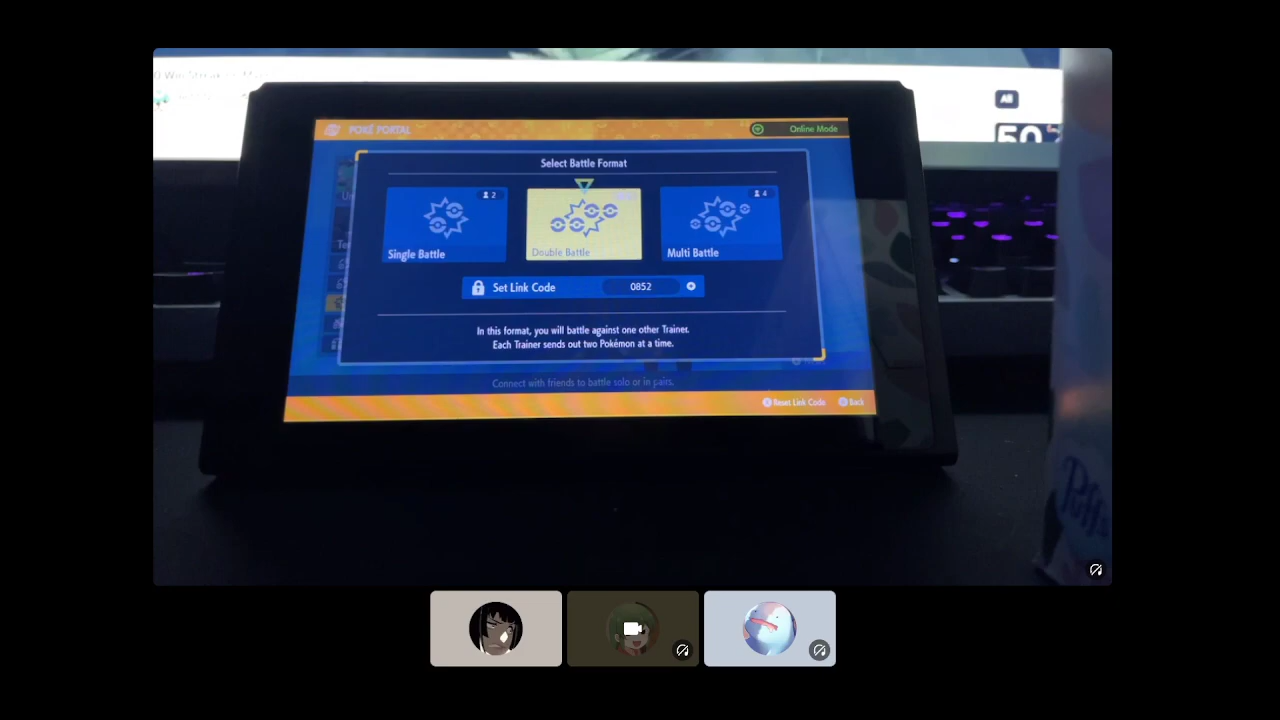 All
POKÉ PORTAL
Online Mode
Select Battle Format
2
4
Single Battle
Double Battle
Multi Battle
Set Link Code
0852
In this format, you will battle against one other Trainer.
Each Trainer sends out two Pokémon at a time.
Connect with friends to battle solo or in pairs.
Reset Link Code
Back
Puffs